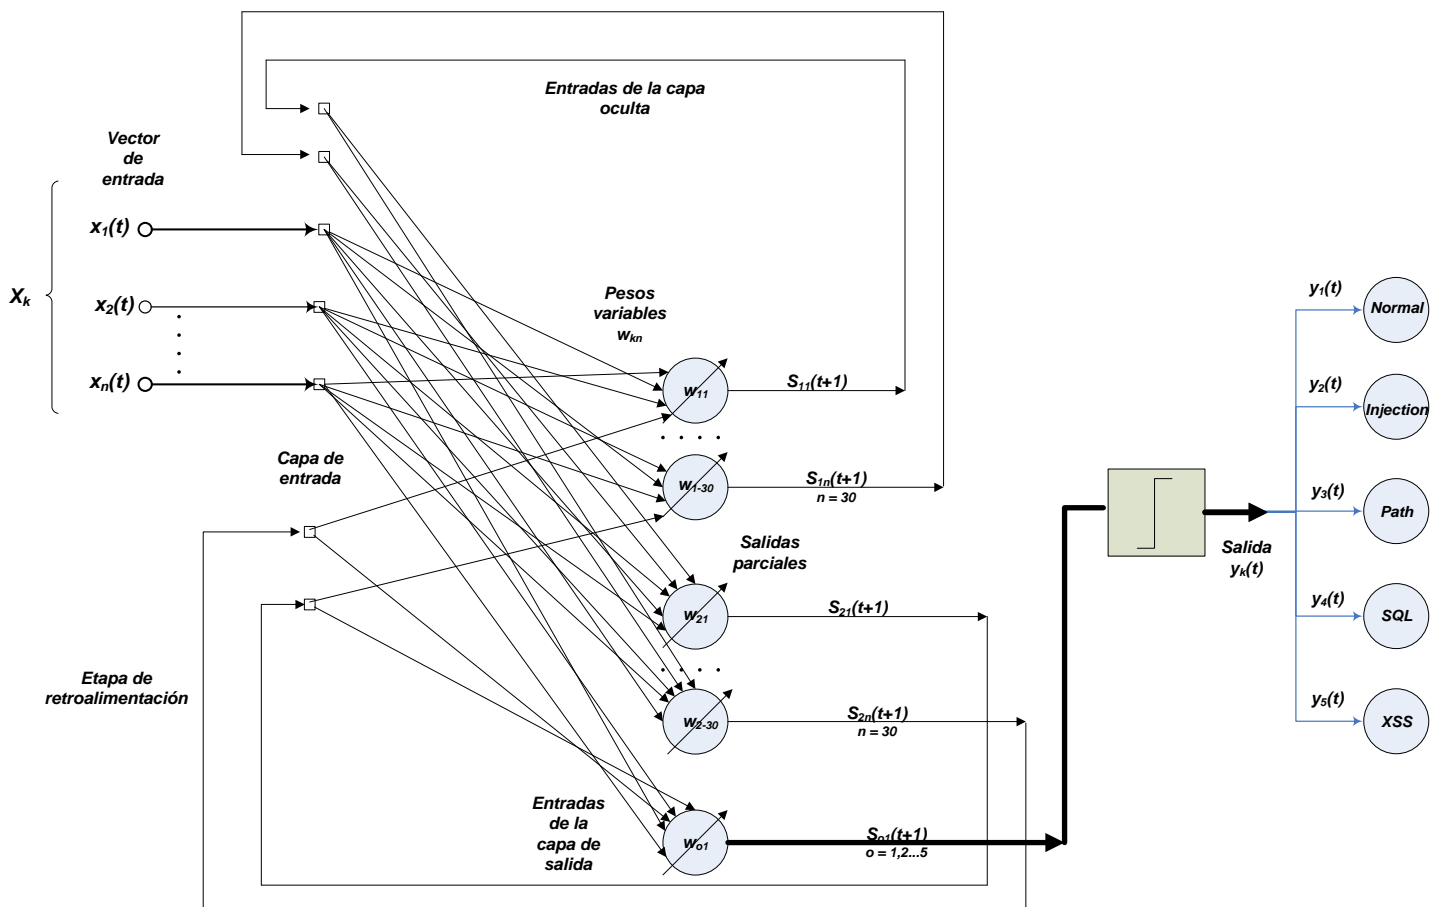 Entradas de la capa
oculta
Vector
de
entrada
x1(t)
Xk
x2(t)
xn(t)
Pesos
variables
wkn
w11
S11(t+1)
Capa de
entrada
w1-30
S1n(t+1)
n = 30
Salidas
parciales
w21
S21(t+1)
Etapa de
retroalimentación
w2-30
S2n(t+1)
n = 30
Entradas
de la
capa de
salida
wo1
So1(t+1)
o = 1,2...5
Salida
yk(t)
y1(t)
Normal
y2(t)
Injection
y3(t)
Path
y4(t)
SQL
y5(t)
XSS